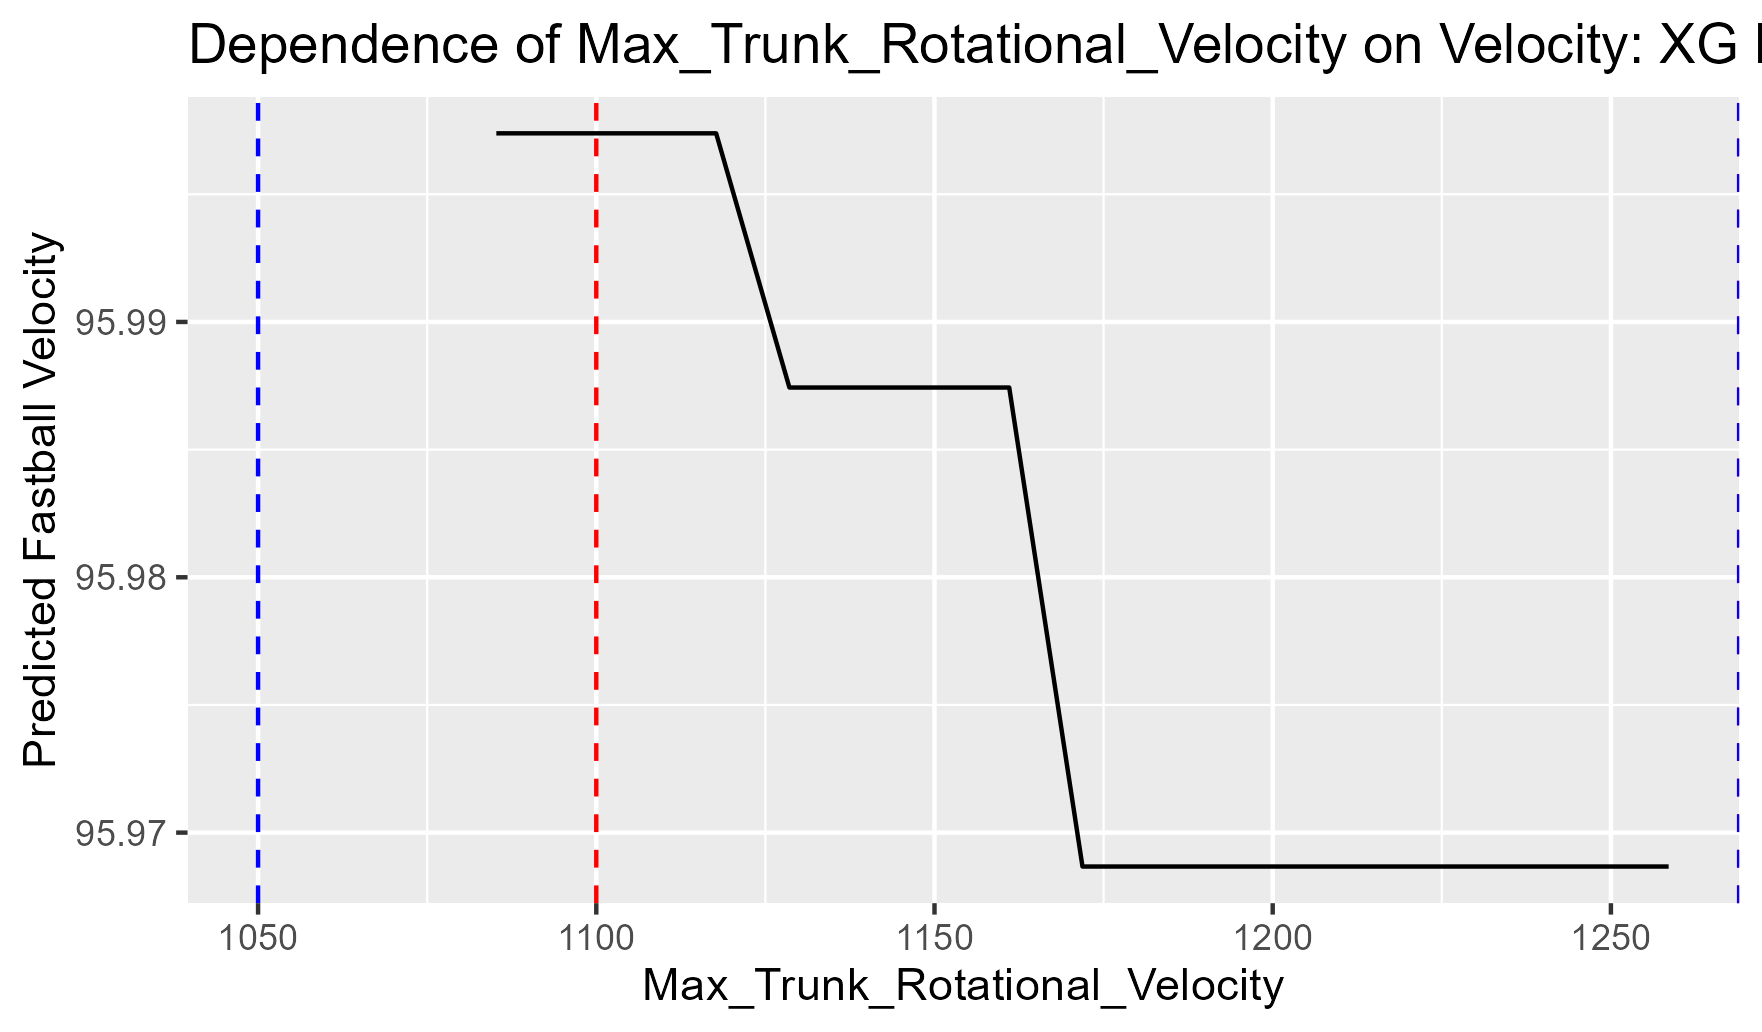 Dependence of Max_Trunk_Rotational_Velocity on Velocity: XG
Predicted Fastball Velocity
95.99
95.98
95.97
1050 1100 1150 1200 1250
Max_Trunk_Rotational_Velocity